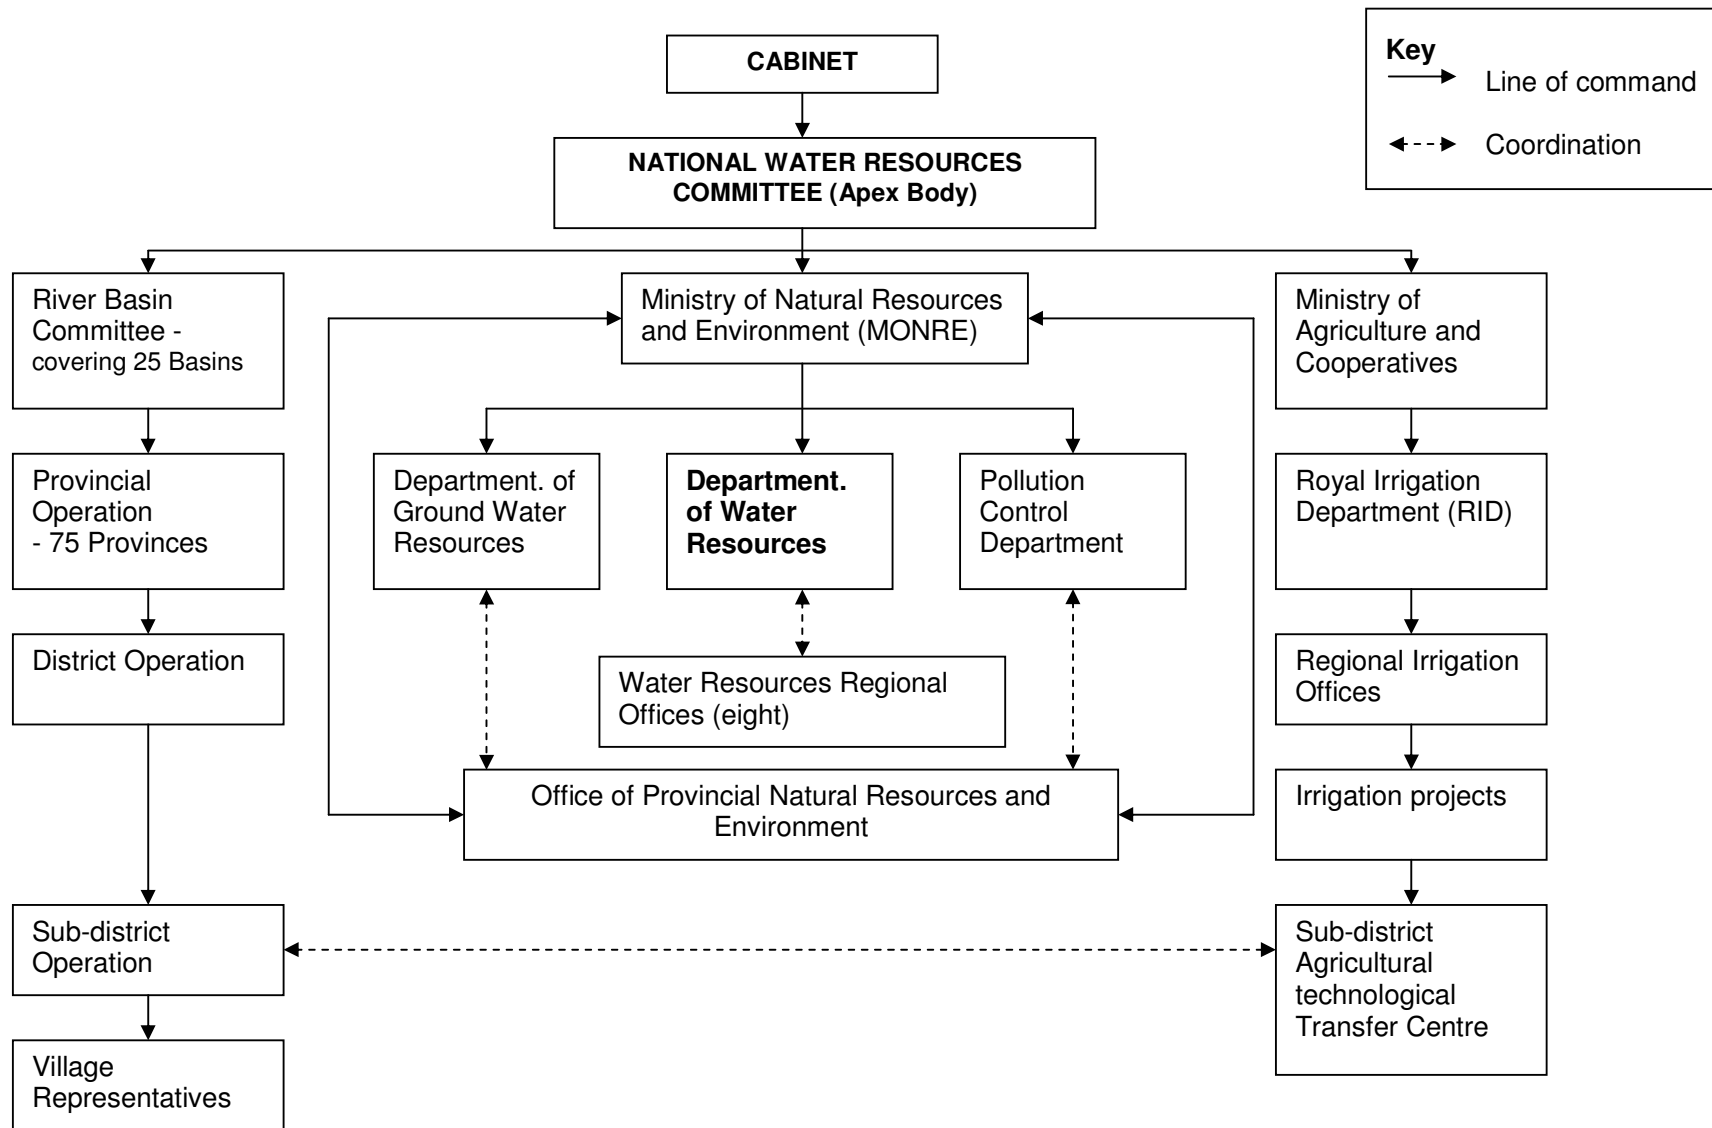 CABINET
Key
Line of command
Coordination
NATIONAL WATER RESOURCES
COMMITTEE (Apex Body)
River Basin
Committee -
covering 25 Basins
Ministry of Natural Resources
and Environment (MONRE)
Ministry of
Agriculture and
Cooperatives
Provincial
Operation
- 75 Provinces
Department. of
Ground Water
Resources
Department.
of Water
Resources
Pollution
Control
Department
Royal Irrigation
Department (RID)
District Operation
Water Resources Regional
Offices (eight)
Regional Irrigation
Offices
Office of Provincial Natural Resources and
Environment
Irrigation projects
Sub-district
Operation
Sub-district
Agricultural
technological
Transfer Centre
Village
Representatives